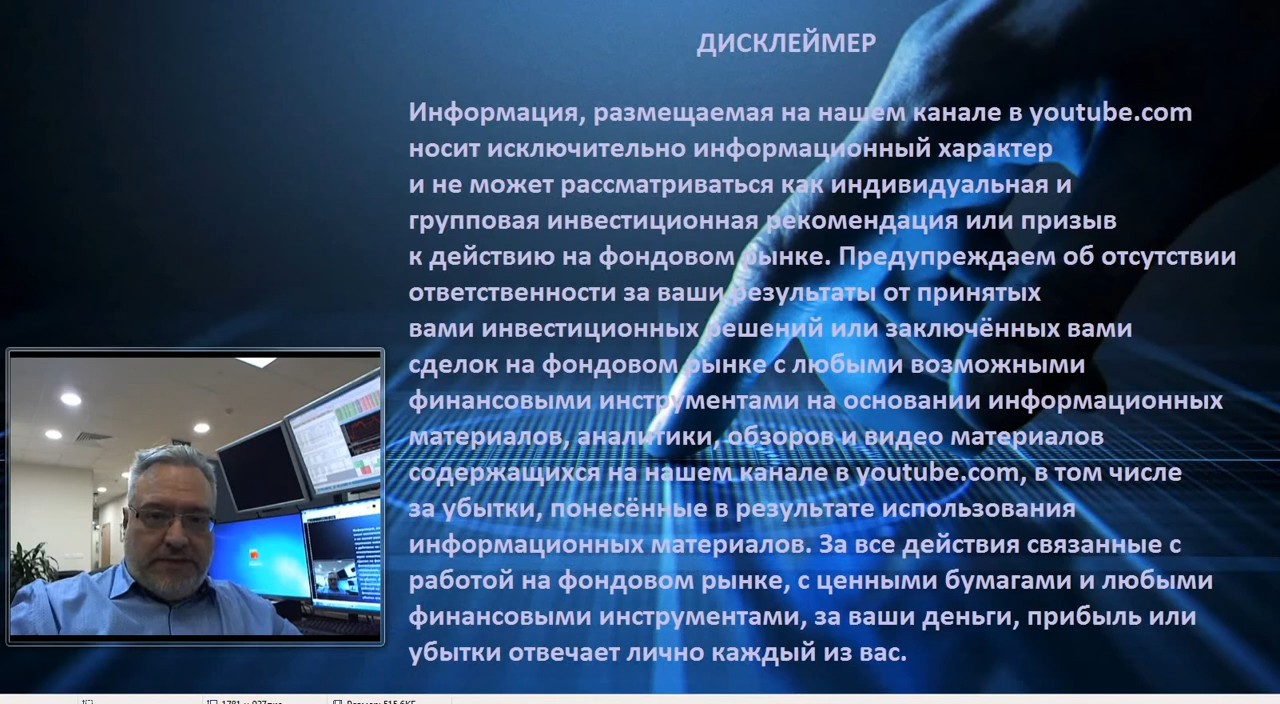 ДИСКЛЕЙМЕР
Информация, размещаемая на нашем канале в youtube.com
носит исключительно информационный характер
и не может рассматриваться как индивидуальная и
групповая инвестиционная рекомендация или призыв
к действию на фондовом рынке. Предупреждаем об отсутствии
ответственности за ваши результаты от принятых
вами инвестиционных решений или заключённых вами
сделок на фондовом рынке с любыми возможными
финансовыми инструментами на основании информационных
материалов, аналитики, обзоров и видео материалов
содержащихся на нашем канале в youtube.com, в том числе
за убытки, понесённые в результате использования
информационных материалов. За все действия связанные с
работой на фондовом рынке, с ценными бумагами и любыми
финансовыми инструментами, за ваши деньги, прибыль или
убытки отвечает лично каждый из вас.